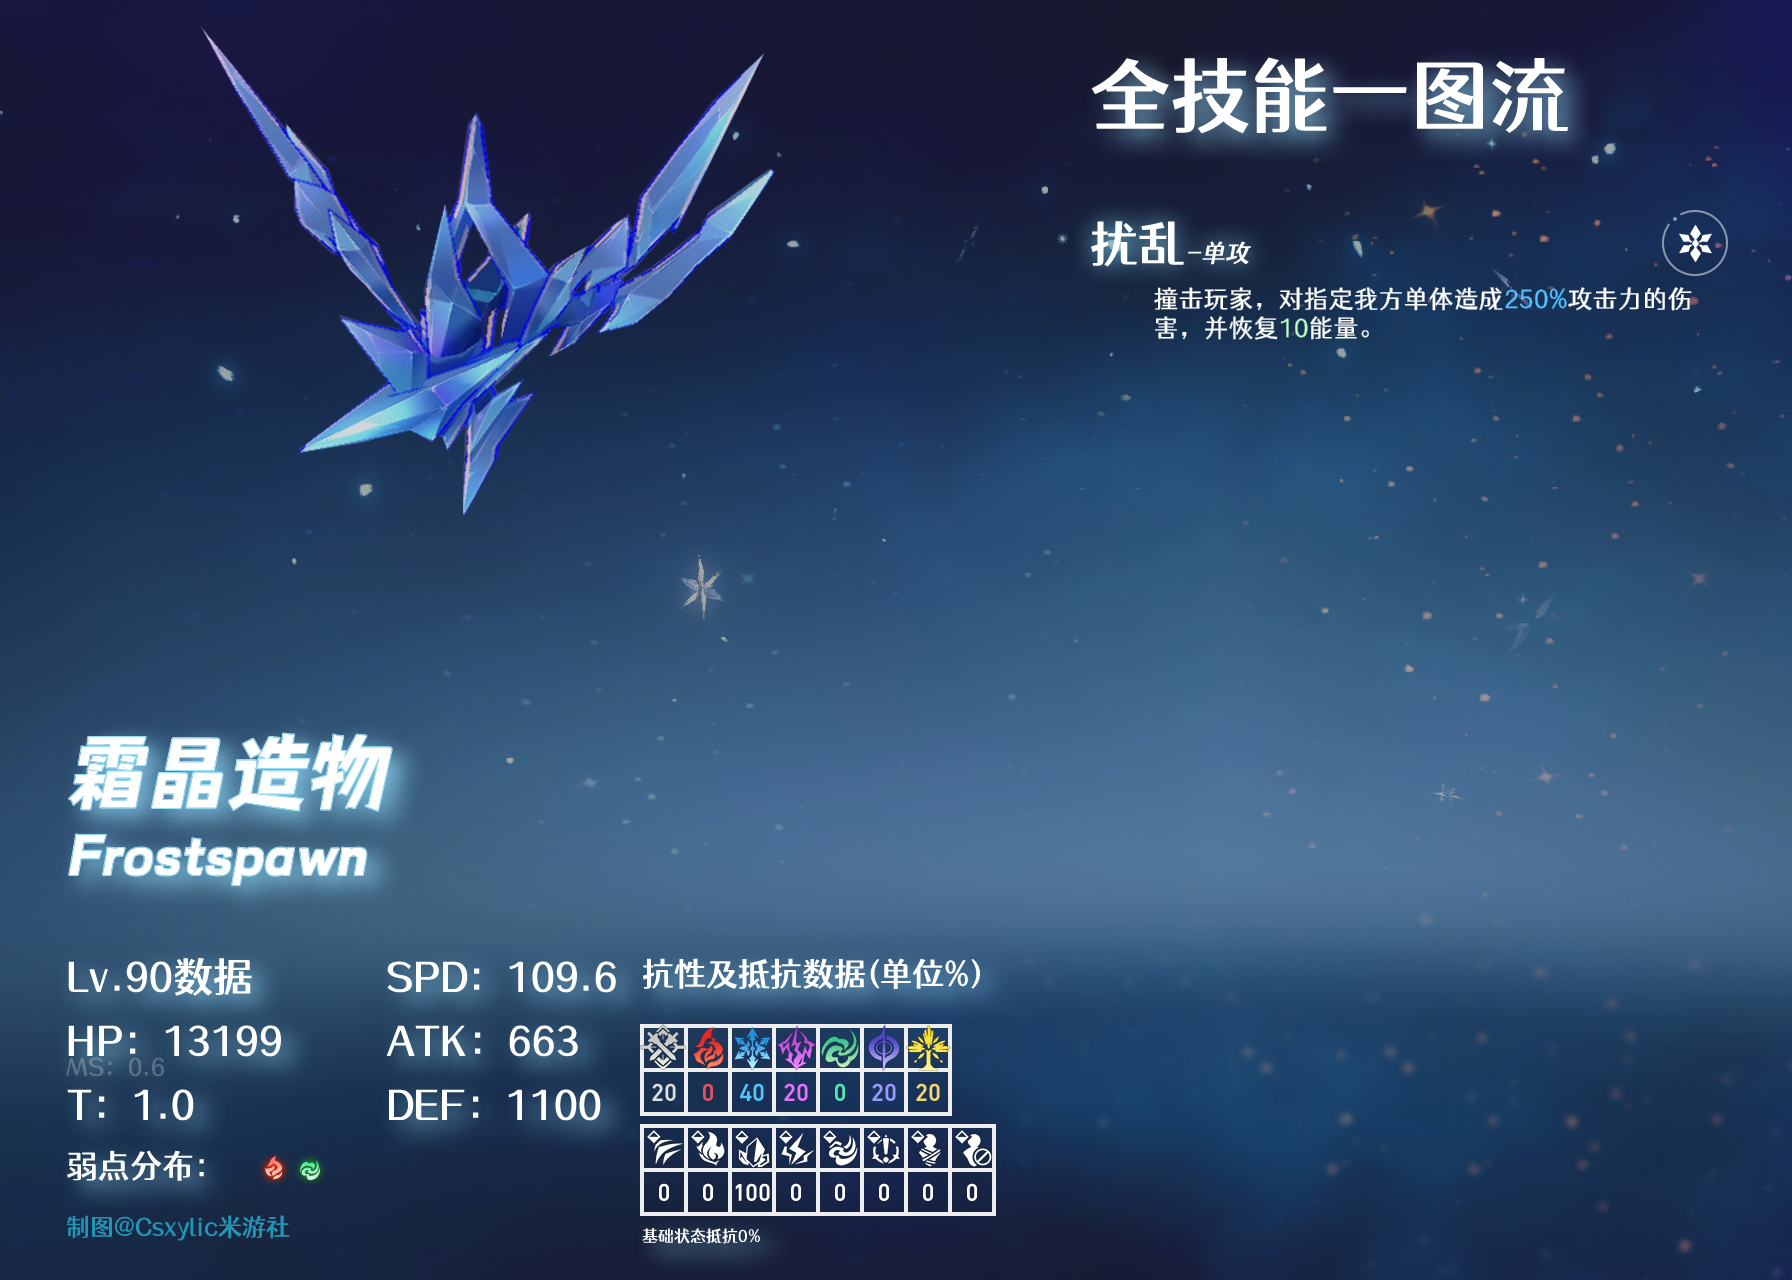 全技能一图流
扰乱-单攻
撞击玩家，对指定我方单体造成250%攻击力的伤
害，并恢复10能量。
霜晶造物
Frostspawn
Lv.90数据
SPD：109.6
HP：13199
ATK：663
MS：0.6
T：1.0
DEF：1100
弱点分布：
制图@Csxylic米游社
抗性及抵抗数据(单位%)
20 0 40 20 0 20 20
0 0 100 0 0 0 0 0
基础状态抵抗0%